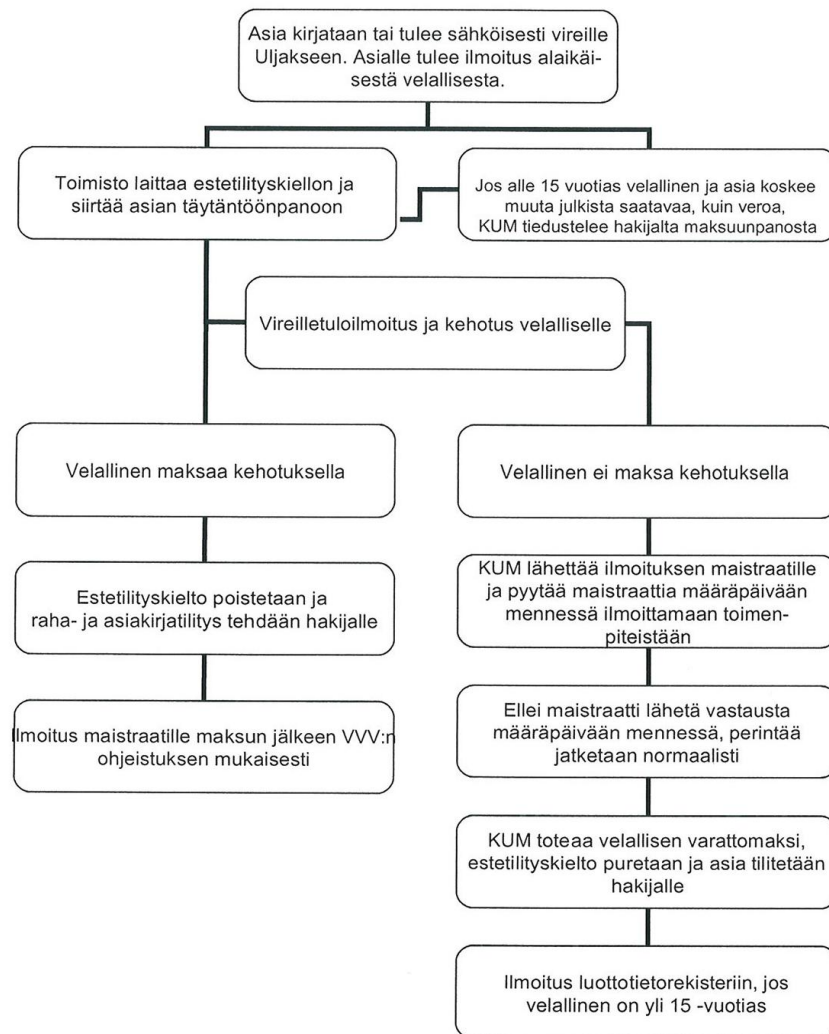 Asia kirjataan tai tulee sähköisesti vireille
Uljakseen. Asialle tulee ilmoitus alaikäi-
sestä velallisesta.
Toimisto laittaa estetilityskiellon ja
siirtää asian täytäntöönpanoon
Jos alle 15 vuotias velallinen ja asia koskee
muuta julkista saatavaa, kuin veroa,
KUM tiedustelee hakijalta maksuunpanosta
Vireilletuloilmoitus ja kehotus velalliselle
Velallinen maksaa kehotuksella
Velallinen ei maksa kehotuksella
Estetilityskielto poistetaan ja
raha- ja asiakirjatilitys tehdään hakijalle
KUM lähettää ilmoituksen maistraatille
ja pyytää maistraattia määräpäivään
mennessä ilmoittamaan toimen-
piteistään
Ilmoitus maistraatille maksun jälkeen VVV:n
ohjeistuksen mukaisesti
Ellei maistraatti lähetä vastausta
määräpäivään mennessä, perintää
jatketaan normaalisti
KUM toteaa velallisen varattomaksi,
estetilityskielto puretaan ja asia tilitetään
hakijalle
Ilmoitus luottotietorekisteriin, jos
velallinen on yli 15 -vuotias